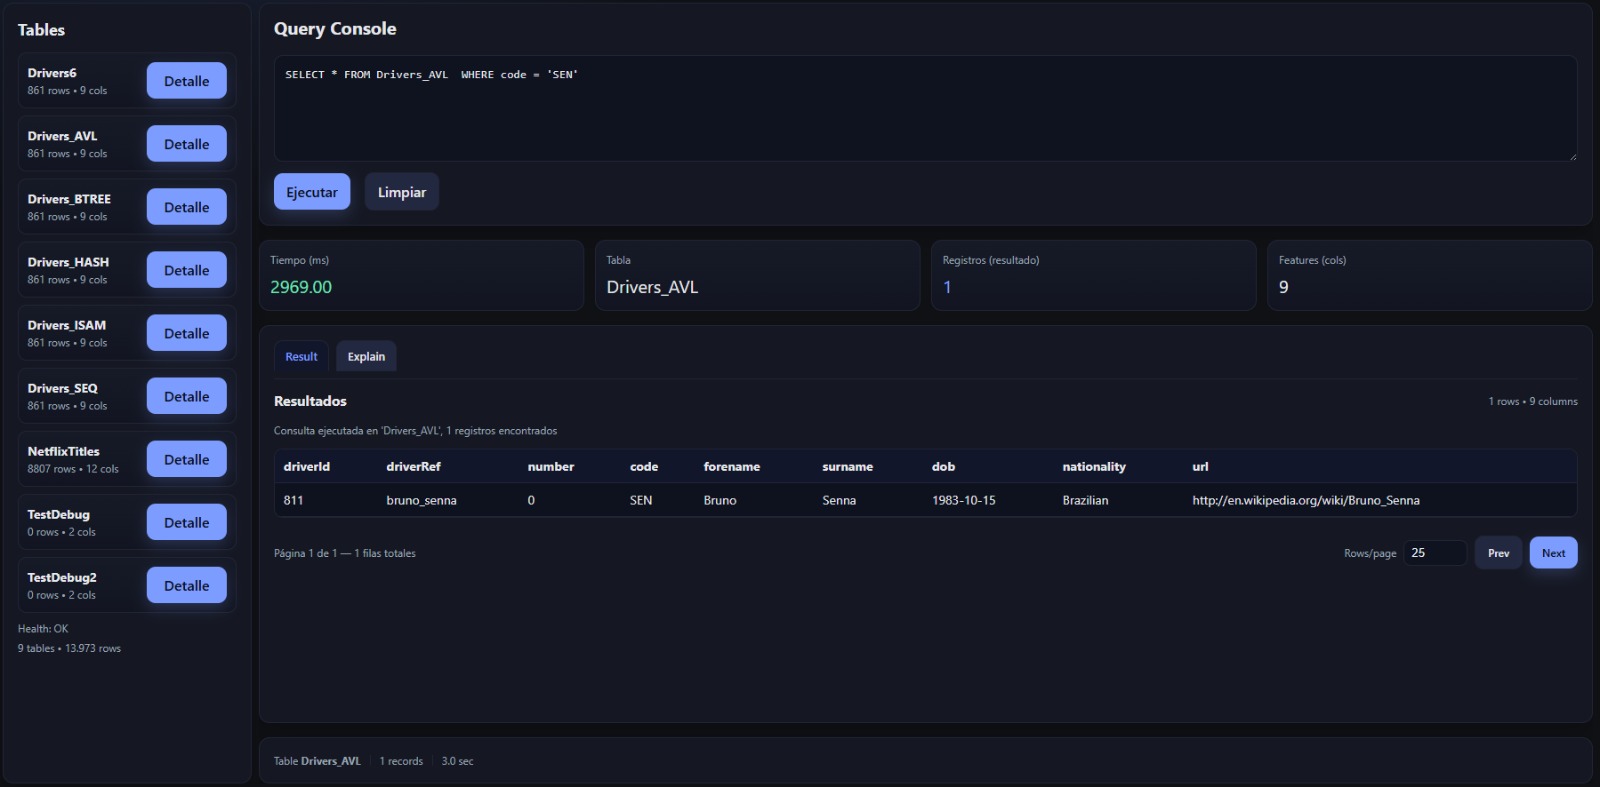 Tables
Drivers6
861 rows • 9 cols
Detalle
Drivers_AVL
861 rows • 9 cols
Detalle
Drivers_BTREE
861 rows • 9 cols
Detalle
Drivers_HASH
861 rows • 9 cols
Detalle
Drivers_ISAM
861 rows • 9 cols
Detalle
Drivers_SEQ
861 rows • 9 cols
Detalle
NetflixTitles
8807 rows • 12 cols
Detalle
TestDebug
0 rows • 2 cols
Detalle
TestDebug2
0 rows • 2 cols
Detalle
Health: OK
9 tables • 13.973 rows
Query Console
SELECT * FROM Drivers_AVL  WHERE code = 'SEN'
Ejecutar Limpiar
Tiempo (ms)
2969.00
Tabla
Drivers_AVL
Registros (resultado)
1
Features (cols)
9
Result Explain
Resultados 1 rows • 9 columns
Consulta ejecutada en 'Drivers_AVL', 1 registros encontrados
driverId driverRef number code forename surname dob nationality url
811 bruno_senna 0 SEN Bruno Senna 1983-10-15 Brazilian http://en.wikipedia.org/wiki/Bruno_Senna
Página 1 de 1 — 1 filas totales Rows/page 25 Prev Next
Table Drivers_AVL 1 records 3.0 sec